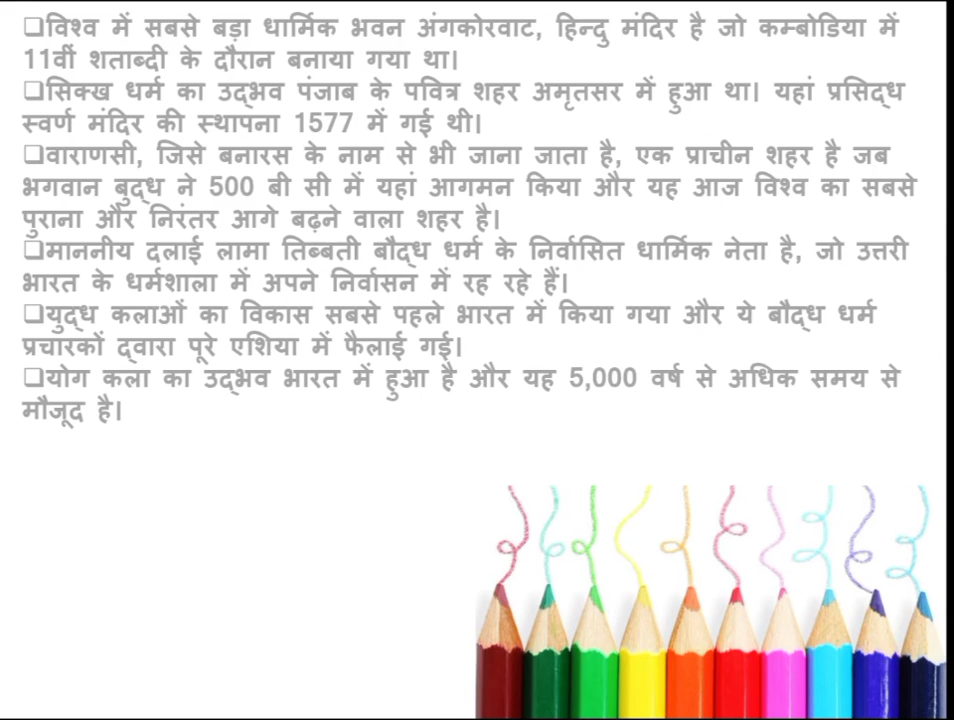 ❑विश्व में सबसे बड़ा धार्मिक भवन अंगकोरवाट, हिन्दु मंदिर है जो कम्बोडिया में
11वीं शताब्दी के दौरान बनाया गया था।
❑सिक्ख धर्म का उद्भव पंजाब के पवित्र शहर अमृतसर में हुआ था। यहां प्रसिद्ध
स्वर्ण मंदिर की स्थापना 1577 में गई थी।
❑वाराणसी, जिसे बनारस के नाम से भी जाना जाता है, एक प्राचीन शहर है जब
भगवान बुद्ध ने 500 बी सी में यहां आगमन किया और यह आज विश्व का सबसे
पुराना और निरंतर आगे बढ़ने वाला शहर है।
❑माननीय दलाई लामा तिब्बती बौद्ध धर्म के निर्वासित धार्मिक नेता है, जो उत्तरी
भारत के धर्मशाला में अपने निर्वासन में रह रहे हैं।
❑युद्ध कलाओं का विकास सबसे पहले भारत में किया गया और ये बौद्ध धर्म
प्रचारकों द्वारा पूरे एशिया में फैलाई गई।
❑योग कला का उद्भव भारत में हुआ है और यह 5,000 वर्ष से अधिक समय से
मौजूद है।